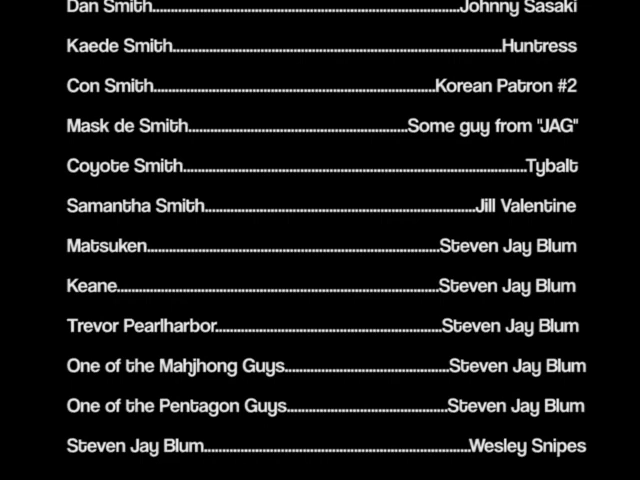 Dan Smith........................................................................................Johnny Sasaki
Kaede Smith...............................................................................................Huntress
Con Smith.................................................................................Korean Patron #2
Mask de Smith...............................................................Some guy from "JAG"
Coyote Smith...................................................................................................Tybalt
Samantha Smith..............................................................................Jill Valentine
Matsuken....................................................................................Steven Jay Blum
Keane.............................................................................................Steven Jay Blum
Trevor Pearlharbor.................................................................Steven Jay Blum
One of the Mahjhong Guys...............................................Steven Jay Blum
One of the Pentagon Guys..............................................Steven Jay Blum
Steven Jay Blum.............................................................................Wesley Snipes